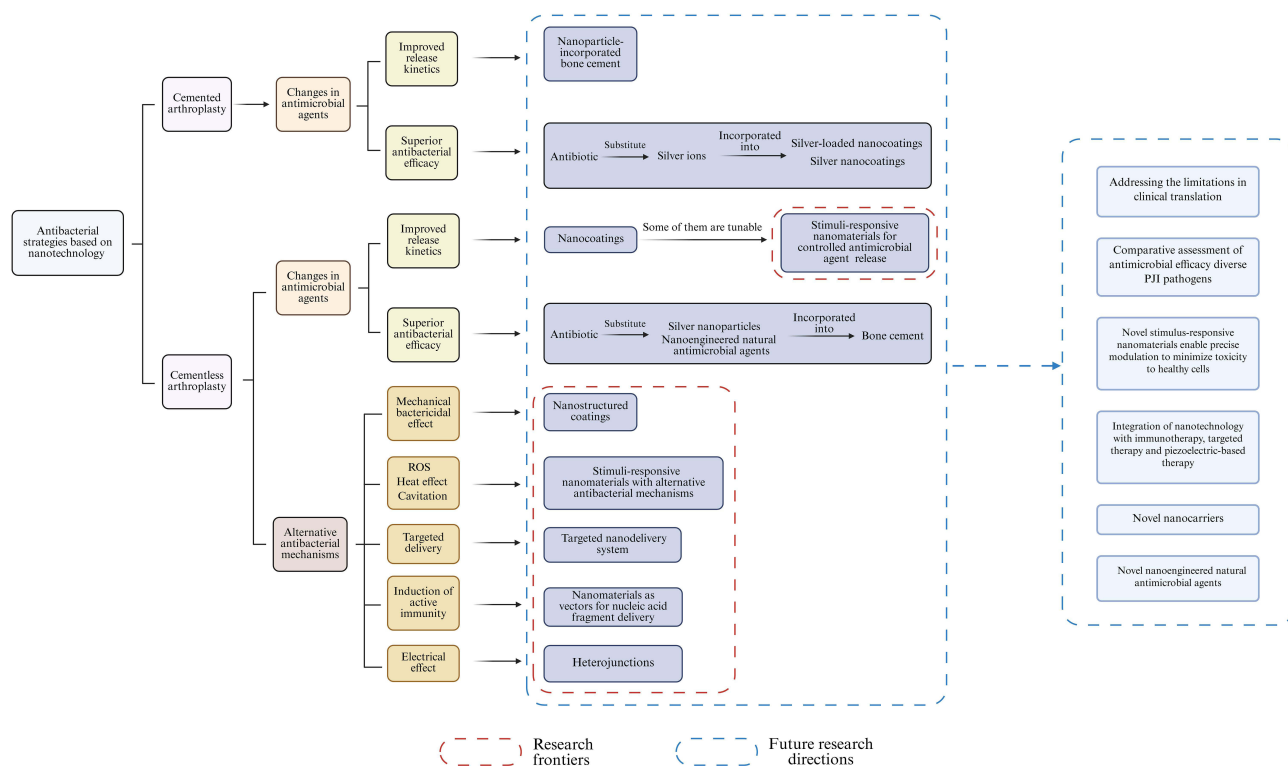 Antibacterial
strategies based on
nanotechnology
Cemented
arthroplasty
Cementless
arthroplasty
Changes in
antimicrobial
agents
Changes in
antimicrobial
agents
Alternative
antibacterial
mechanisms
Improved
release
kinetics
Superior
antibacterial
efficacy
Improved
release
kinetics
Superior
antibacterial
efficacy
Mechanical
bactericidal
effect
ROS
Heat effect
Cavitation
Targeted
delivery
Induction of
active
immunity
Electrical
effect
Nanoparticle-
incorporated
bone cement
Antibiotic
Substitute
Silver ions
Incorporated
into
Silver-loaded nanocoatings
Silver nanocoatings
Nanocoatings
Some of them are tunable
Stimuli-responsive
nanomaterials for
controlled antimicrobial
agent release
Antibiotic
Substitute
Silver nanoparticles
Nanoengineered natural
antimicrobial agents
Incorporated
into
Bone cement
Nanostructured
coatings
Stimuli-responsive
nanomaterials with alternative
antibacterial mechanisms
Targeted nanodelivery
system
Nanomaterials as
vectors for nucleic acid
fragment delivery
Heterojunctions
Addressing the limitations in
clinical translation
Comparative assessment of
antimicrobial efficacy diverse
PJI pathogens
Novel stimulus-responsive
nanomaterials enable precise
modulation to minimize toxicity
to healthy cells
Integration of nanotechnology
with immunotherapy, targeted
therapy and piezoelectric-based
therapy
Novel nanocarriers
Novel nanoengineered natural
antimicrobial agents
Research
frontiers
Future research
directions